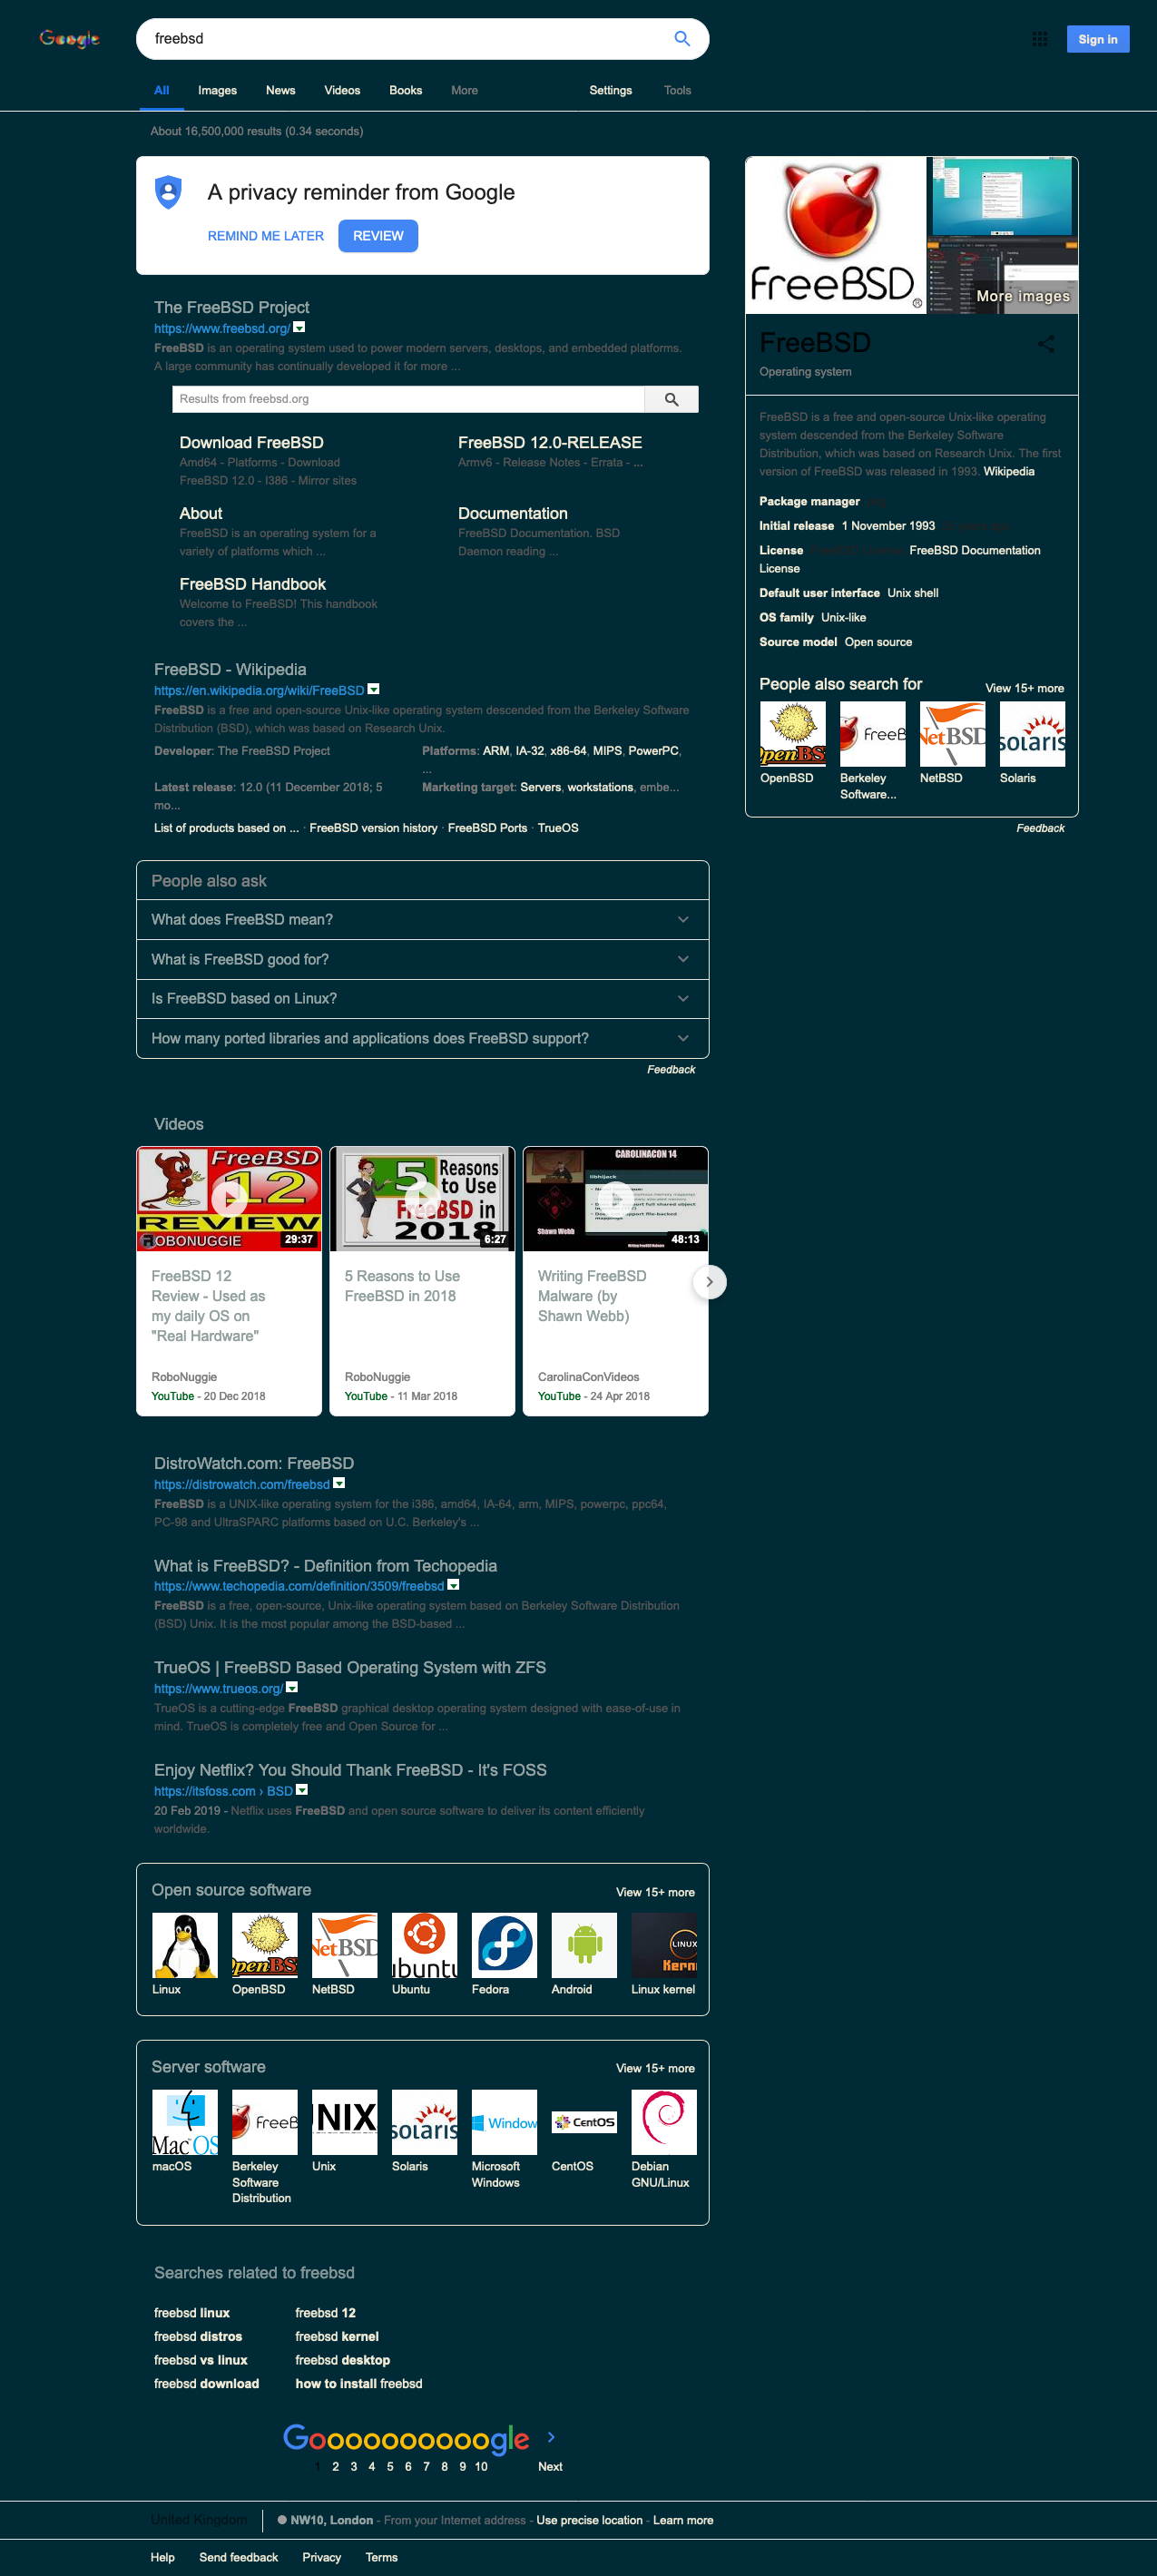 Google
freebsd
Sign in
All
Images
News
Videos
Books
More
Settings
Tools
About 16,500,000 results (0.34 seconds)
A privacy reminder from Google
REMIND ME LATER
REVIEW
The FreeBSD Project
https://www.freebsd.org/
FreeBSD is an operating system used to power modern servers, desktops, and embedded platforms.
A large community has continually developed it for more ...
Results from freebsd.org
Download FreeBSD
Amd64 - Platforms - Download
FreeBSD 12.0 - I386 - Mirror sites
FreeBSD 12.0-RELEASE
Armv6 - Release Notes - Errata - ...
About
FreeBSD is an operating system for a
variety of platforms which ...
Documentation
FreeBSD Documentation. BSD
Daemon reading ...
FreeBSD Handbook
Welcome to FreeBSD! This handbook
covers the ...
FreeBSD - Wikipedia
https://en.wikipedia.org/wiki/FreeBSD
FreeBSD is a free and open-source Unix-like operating system descended from the Berkeley Software
Distribution (BSD), which was based on Research Unix.
Developer: The FreeBSD Project
Platforms: ARM, IA-32, x86-64, MIPS, PowerPC,
...
Latest release: 12.0 (11 December 2018; 5
mo...
Marketing target: Servers, workstations, embe...
List of products based on ... · FreeBSD version history · FreeBSD Ports · TrueOS
People also ask
What does FreeBSD mean?
What is FreeBSD good for?
Is FreeBSD based on Linux?
How many ported libraries and applications does FreeBSD support?
Feedback
Videos
FreeBSD
12
REVIEW
ROBONUGGIE
29:37
FreeBSD 12
Review - Used as
my daily OS on
"Real Hardware"
RoboNuggie
YouTube - 20 Dec 2018
5 Reasons
to Use
FreeBSD in
2018
6:27
5 Reasons to Use
FreeBSD in 2018
RoboNuggie
YouTube - 11 Mar 2018
CAROLINACON 14
Shawn Webb
48:13
Writing FreeBSD
Malware (by
Shawn Webb)
CarolinaConVideos
YouTube - 24 Apr 2018
DistroWatch.com: FreeBSD
https://distrowatch.com/freebsd
FreeBSD is a UNIX-like operating system for the i386, amd64, IA-64, arm, MIPS, powerpc, ppc64,
PC-98 and UltraSPARC platforms based on U.C. Berkeley's ...
What is FreeBSD? - Definition from Techopedia
https://www.techopedia.com/definition/3509/freebsd
FreeBSD is a free, open-source, Unix-like operating system based on Berkeley Software Distribution
(BSD) Unix. It is the most popular among the BSD-based ...
TrueOS | FreeBSD Based Operating System with ZFS
https://www.trueos.org/
TrueOS is a cutting-edge FreeBSD graphical desktop operating system designed with ease-of-use in
mind. TrueOS is completely free and Open Source for ...
Enjoy Netflix? You Should Thank FreeBSD - It's FOSS
https://itsfoss.com › BSD
20 Feb 2019 - Netflix uses FreeBSD and open source software to deliver its content efficiently
worldwide.
Open source software
View 15+ more
Linux
OpenBSD
NetBSD
Ubuntu
Fedora
Android
Linux kernel
Server software
View 15+ more
macOS
Berkeley
Software
Distribution
Unix
Solaris
Microsoft
Windows
CentOS
Debian
GNU/Linux
Searches related to freebsd
freebsd linux
freebsd distros
freebsd vs linux
freebsd download
freebsd 12
freebsd kernel
freebsd desktop
how to install freebsd
Goooooooooogle
1 2 3 4 5 6 7 8 9 10
Next
FreeBSD®
More images
FreeBSD
Operating system
FreeBSD is a free and open-source Unix-like operating
system descended from the Berkeley Software
Distribution, which was based on Research Unix. The first
version of FreeBSD was released in 1993. Wikipedia
Package manager
Initial release 1 November 1993
License FreeBSD Documentation
License
Default user interface Unix shell
OS family Unix-like
Source model Open source
People also search for
View 15+ more
OpenBSD
Berkeley
Software...
NetBSD
Solaris
Feedback
United Kingdom
NW10, London - From your Internet address - Use precise location - Learn more
Help
Send feedback
Privacy
Terms